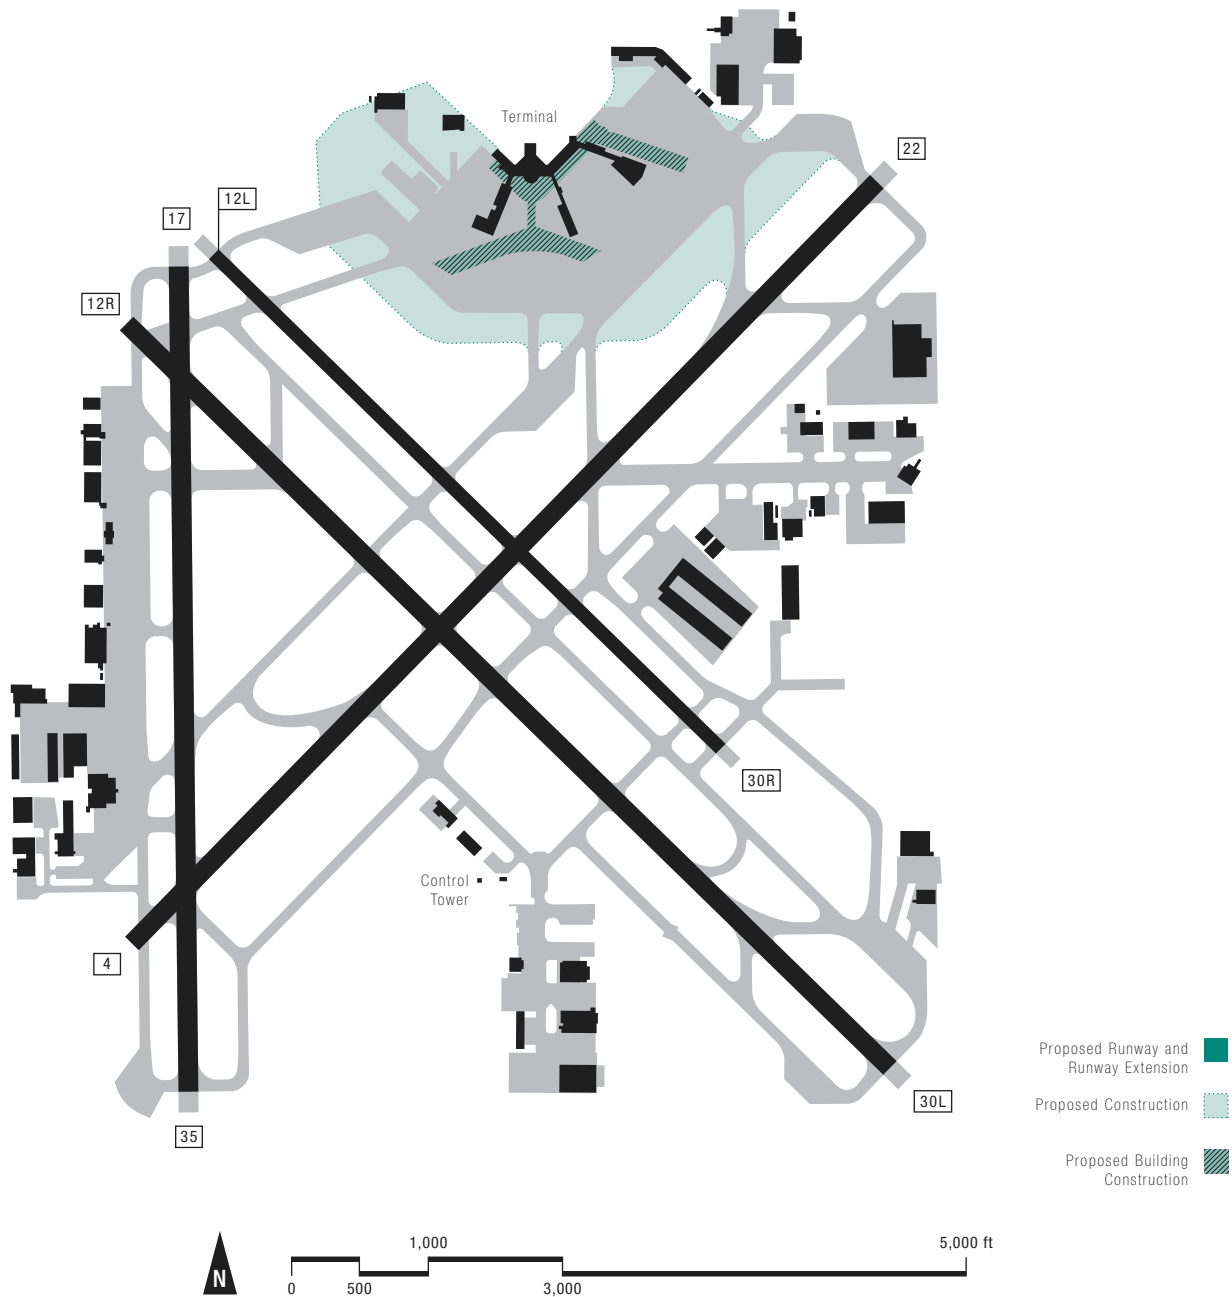 Terminal
22
12L
17
12R
30R
Control
Tower
4
Proposed Runway and
Runway Extension
30L
Proposed Construction
35
Proposed Building
Construction
1,000
5,000 ft
N
0
500
3,000